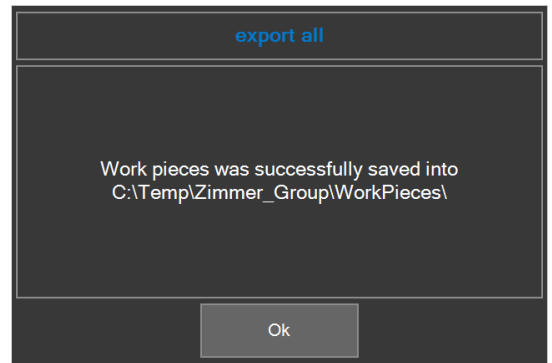 export all
Work pieces was successfully saved into
C:\Temp\Zimmer_Group\WorkPieces\
Ok